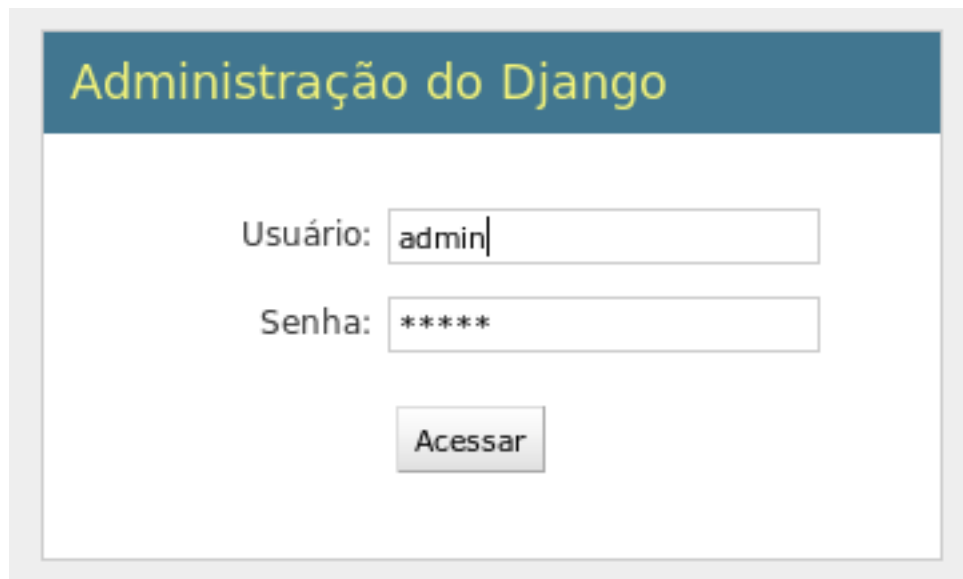 Administração do Django
Usuário: admin
Senha: *****
Acessar